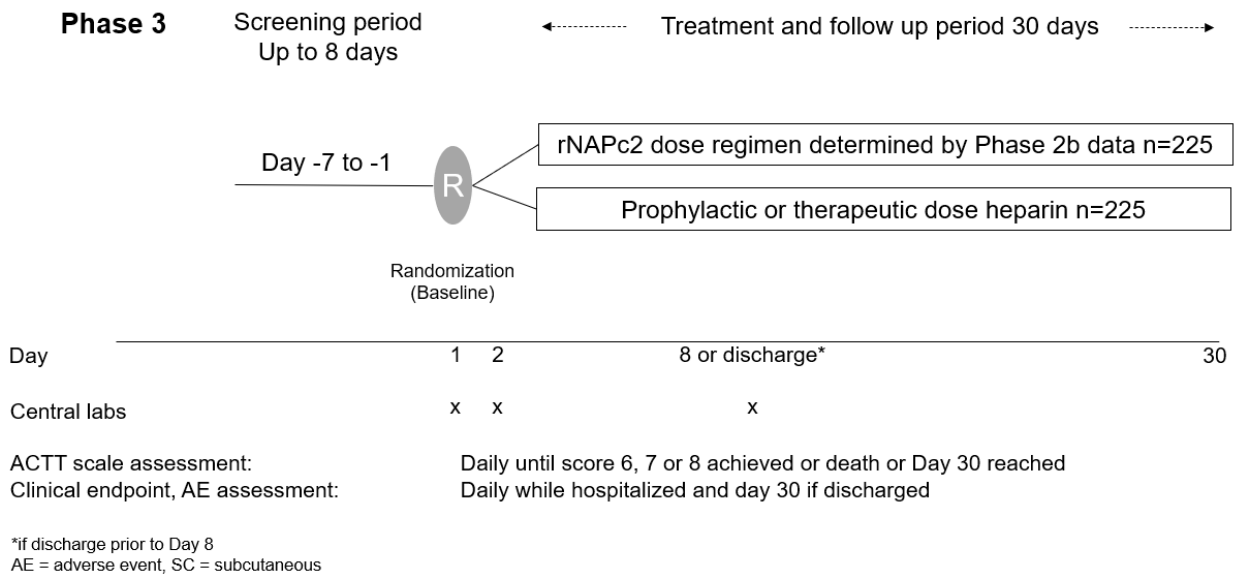 Phase 3
Screening period
Up to 8 days
Treatment and follow up period 30 days
Day -7 to -1
R
rNAPc2 dose regimen determined by Phase 2b data n=225
Prophylactic or therapeutic dose heparin n=225
Randomization
(Baseline)
Day 1 2 8 or discharge* 30
Central labs x x x
ACTT scale assessment: Daily until score 6, 7 or 8 achieved or death or Day 30 reached
Clinical endpoint, AE assessment: Daily while hospitalized and day 30 if discharged
*if discharge prior to Day 8
AE = adverse event, SC = subcutaneous